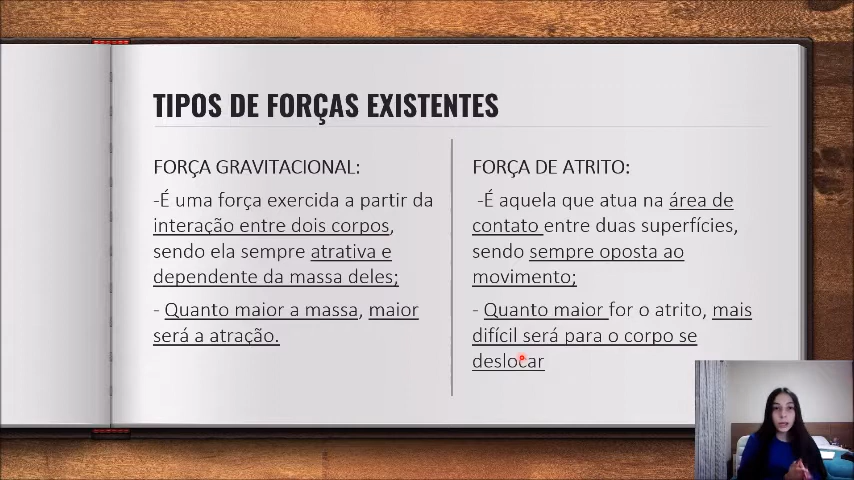 TIPOS DE FORÇAS EXISTENTES
FORÇA GRAVITACIONAL:
-É uma força exercida a partir da
interação entre dois corpos,
sendo ela sempre atrativa e
dependente da massa deles;
- Quanto maior a massa, maior
será a atração.
FORÇA DE ATRITO:
-É aquela que atua na área de
contato entre duas superfícies,
sendo sempre oposta ao
movimento;
- Quanto maior for o atrito, mais
difícil será para o corpo se
deslocar